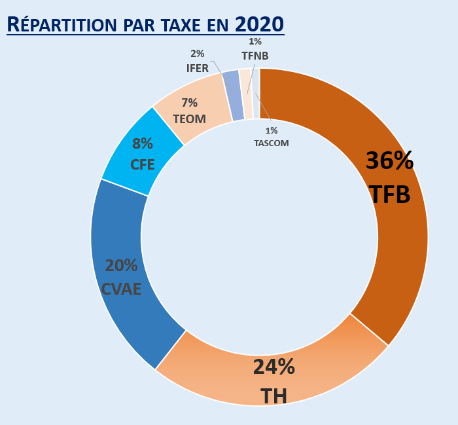 RÉPARTITION PAR TAXE EN 2020
1%
TFNB
2%
IFER
7%
TEOM
1%
TASCOM
8%
CFE
36%
TFB
20%
CVAE
24%
TH